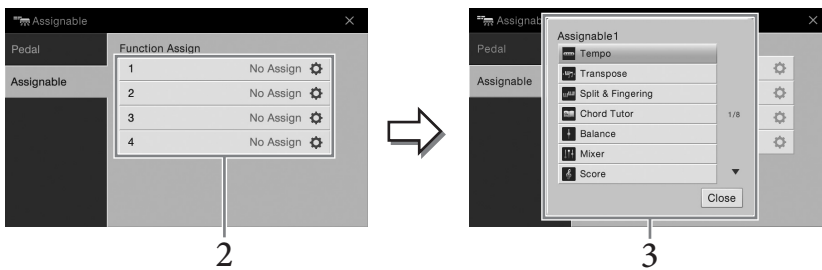 Assignable
Pedal
Assignable
Function Assign
1 No Assign
2 No Assign
3 No Assign
4 No Assign
2
Assignab
Pedal
Assignable
Assignable1
Tempo
Transpose
Split & Fingering
Chord Tutor
Balance
Mixer
Score
1/8
Close
3